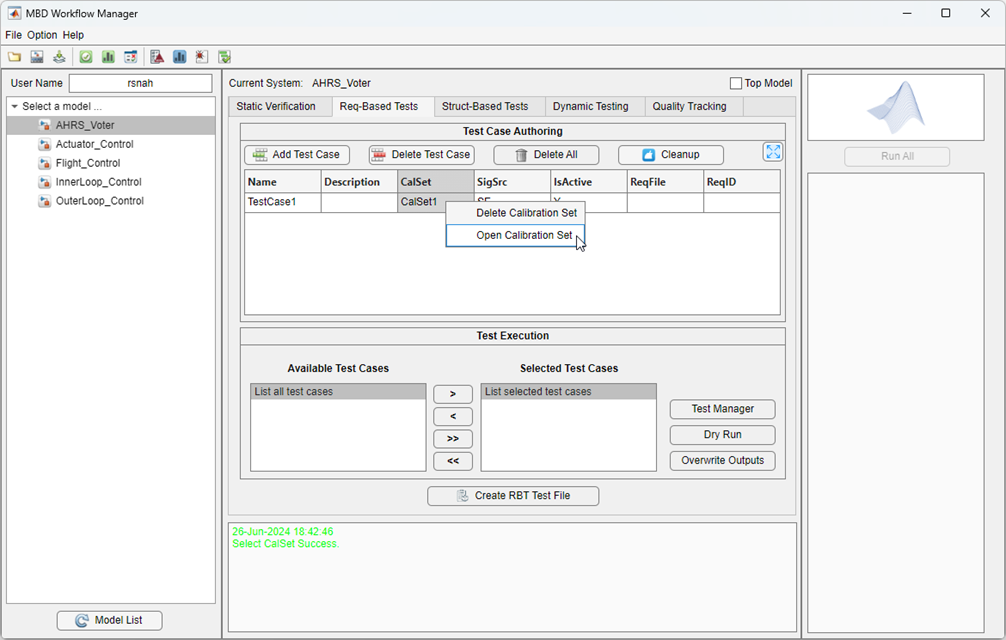 MBD Workflow Manager
File Option Help
User Name rsnah
Select a model ...
AHRS_Voter
Actuator_Control
Flight_Control
InnerLoop_Control
OuterLoop_Control
Model List
Current System: AHRS_Voter
Top Model
Static Verification Req-Based Tests Struct-Based Tests Dynamic Testing Quality Tracking
Test Case Authoring
Add Test Case Delete Test Case Delete All Cleanup
Name Description CalSet SigSrc IsActive ReqFile ReqID
TestCase1 CalSet1
Delete Calibration Set
Open Calibration Set
Test Execution
Available Test Cases Selected Test Cases
List all test cases
>
<
>>
<<
List selected test cases
Test Manager
Dry Run
Overwrite Outputs
Create RBT Test File
26-Jun-2024 18:42:46
Select CalSet Success.
Run All